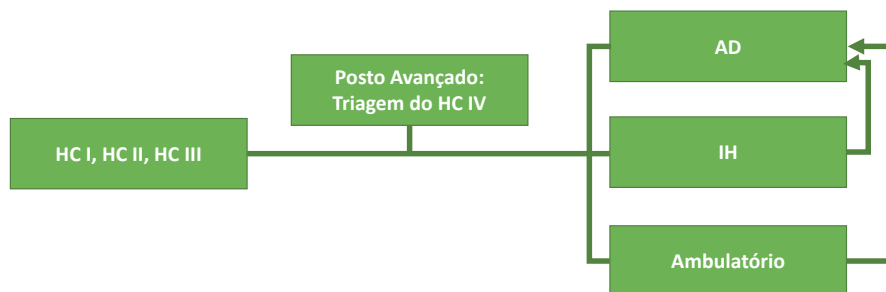 AD
Posto Avançado:
Triagem do HC IV
HC I, HC II, HC III
IH
Ambulatório